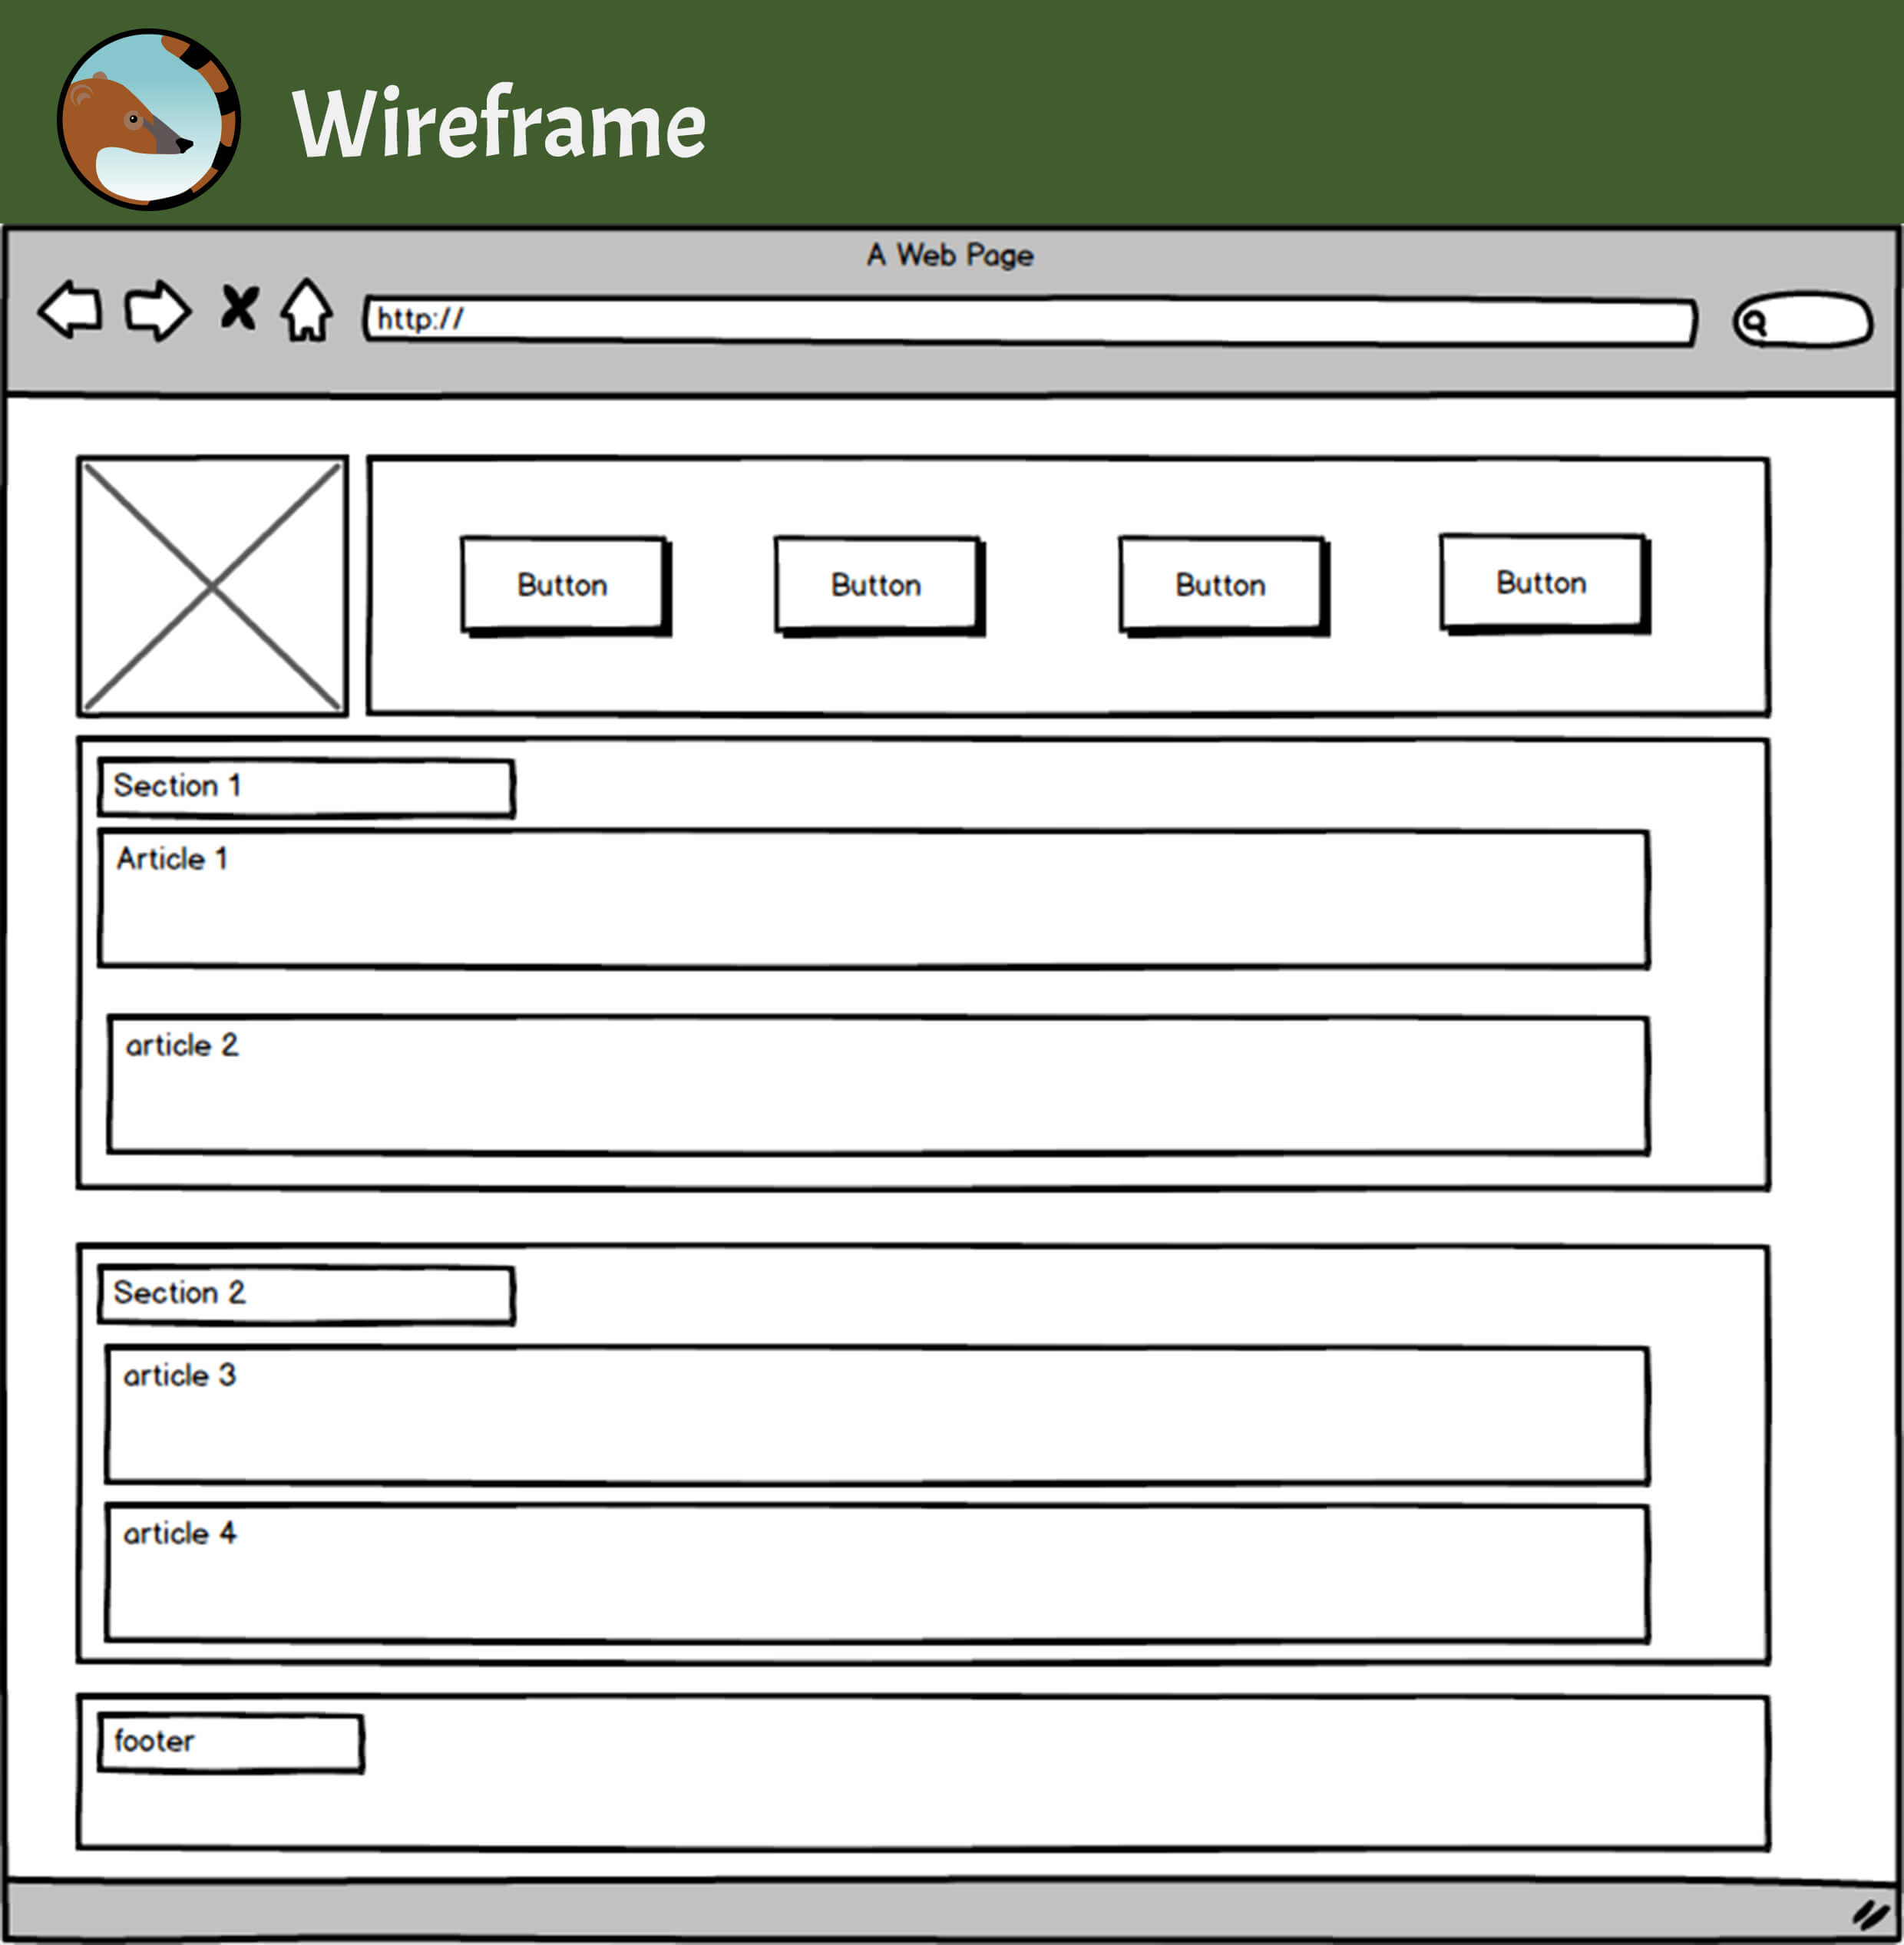 Wireframe
A Web Page
http://
Button Button Button Button
Section 1
Article 1
article 2
Section 2
article 3
article 4
footer